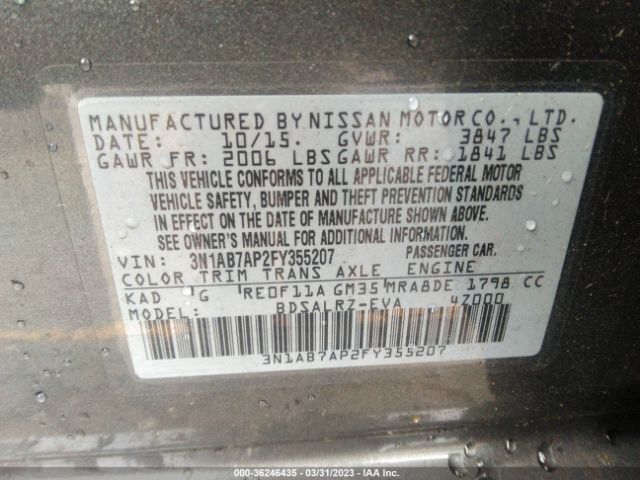 MANUFACTURED BY NISSAN MOTOR CO., LTD.
DATE: 10/15. GVWR: 3847 LBS
GAWR FR: 2006 LBS GAWR RR: 1841 LBS
THIS VEHICLE CONFORMS TO ALL APPLICABLE FEDERAL MOTOR
VEHICLE SAFETY, BUMPER AND THEFT PREVENTION STANDARDS
IN EFFECT ON THE DATE OF MANUFACTURE SHOWN ABOVE.
SEE OWNER'S MANUAL FOR ADDITIONAL INFORMATION.
VIN: 3N1AB7AP2FY355207 PASSENGER CAR.
COLOR TRIM TRANS AXLE ENGINE
KAD G RE0F11A GM35 MRA8DE 1798 CC
MODEL: BDSALRZ-EVA 4Z000
3N1AB7AP2FY355207
000-36246435 - 03/31/2023 - IAA Inc.